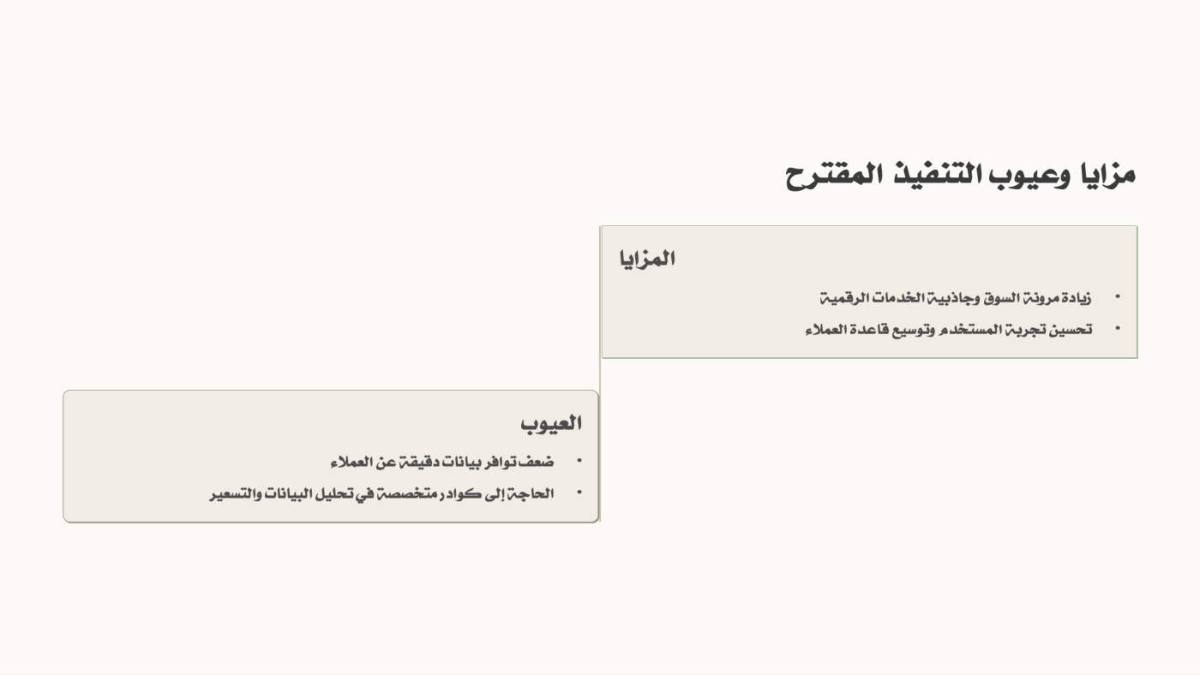 مزايا وعيوب التنفيذ المقترح
المزايا
• زيادة مرونة السوق وجاذبية الخدمات الرقمية
• تحسين تجربة المستخدم وتوسيع قاعدة العملاء
العيوب
• ضعف توافر بيانات دقيقة عن العملاء
• الحاجة إلى كوادر متخصصة في تحليل البيانات والتسعير